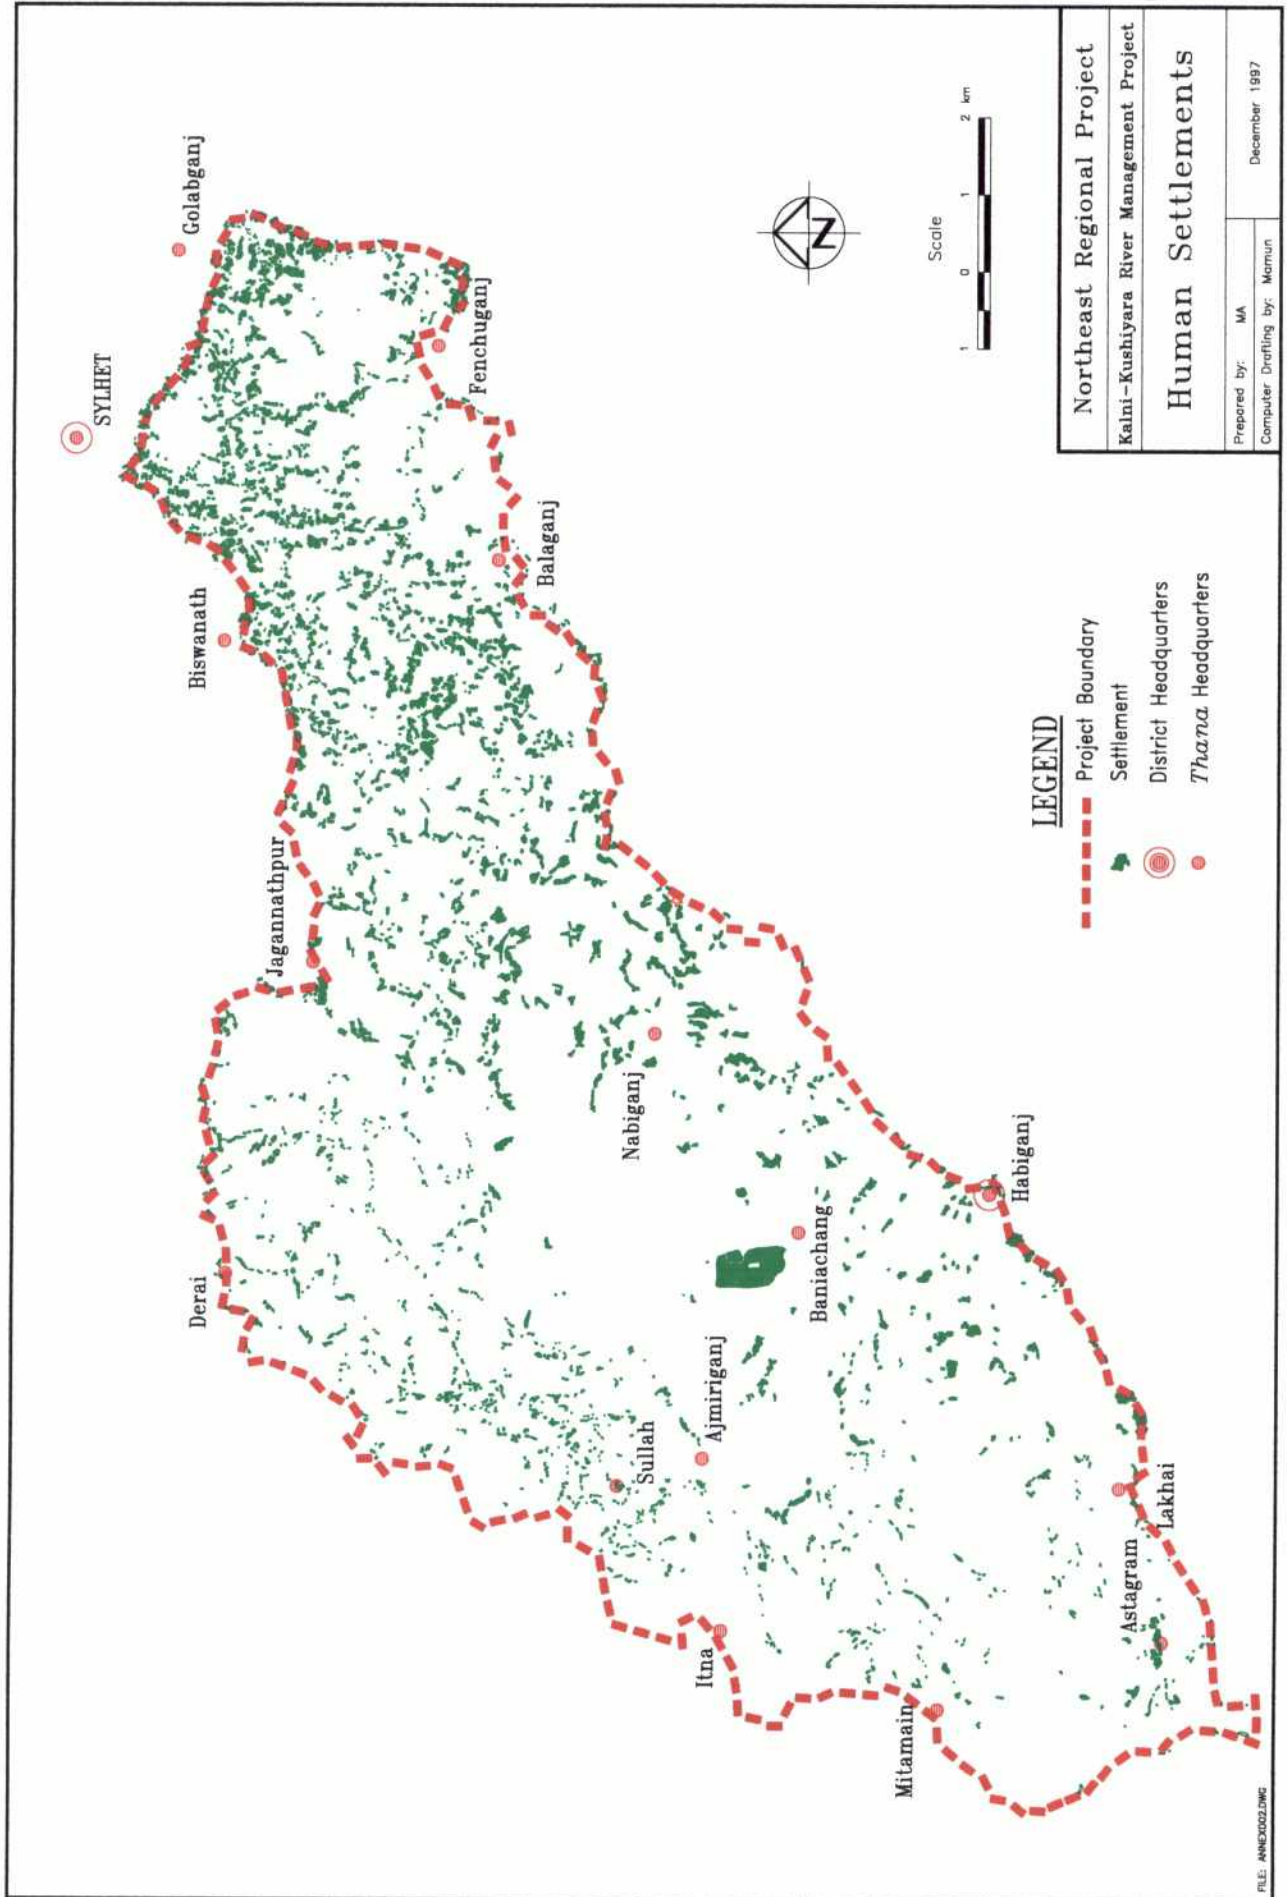 SYLHET
Golabganj
Biswanath
Fenchuganj
Balaganj
Jagannathpur
Derai
Nabiganj
Sullah
Ajmiriganj
Baniachang
Habiganj
Itna
Mitamain
Astagram
Lakhai
N
Scale
1 0 1 2 km
LEGEND
Project Boundary
Settlement
District Headquarters
Thana Headquarters
Northeast Regional Project
Kalni-Kushiyara River Management Project
Human Settlements
Prepared by: MA
Computer Drafting by: Mamun
December 1997
FILE: ANNEX002.DWG